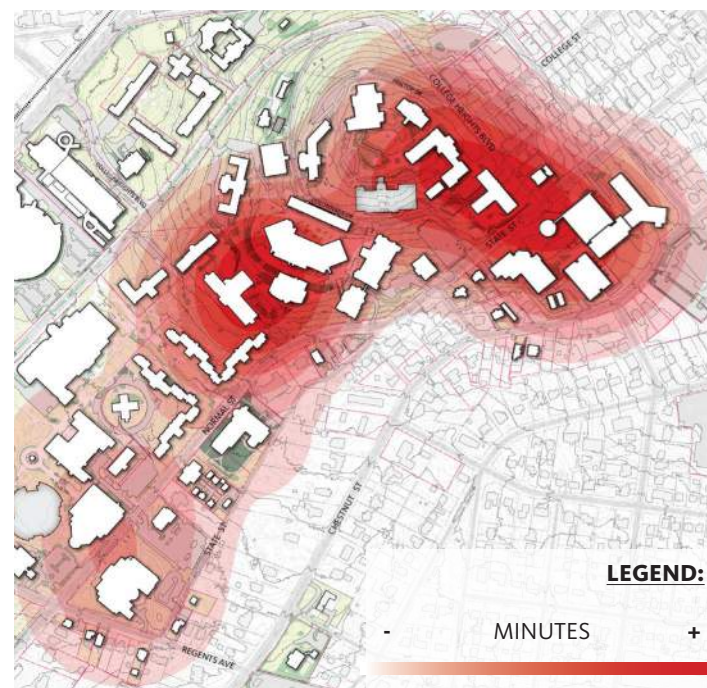 COLLEGE ST
COLLEGE HEIGHTS BLVD
STATE ST
NORMAL ST
CHESTNUT ST
STATE ST
REGENTS AVE
LEGEND:
- MINUTES +